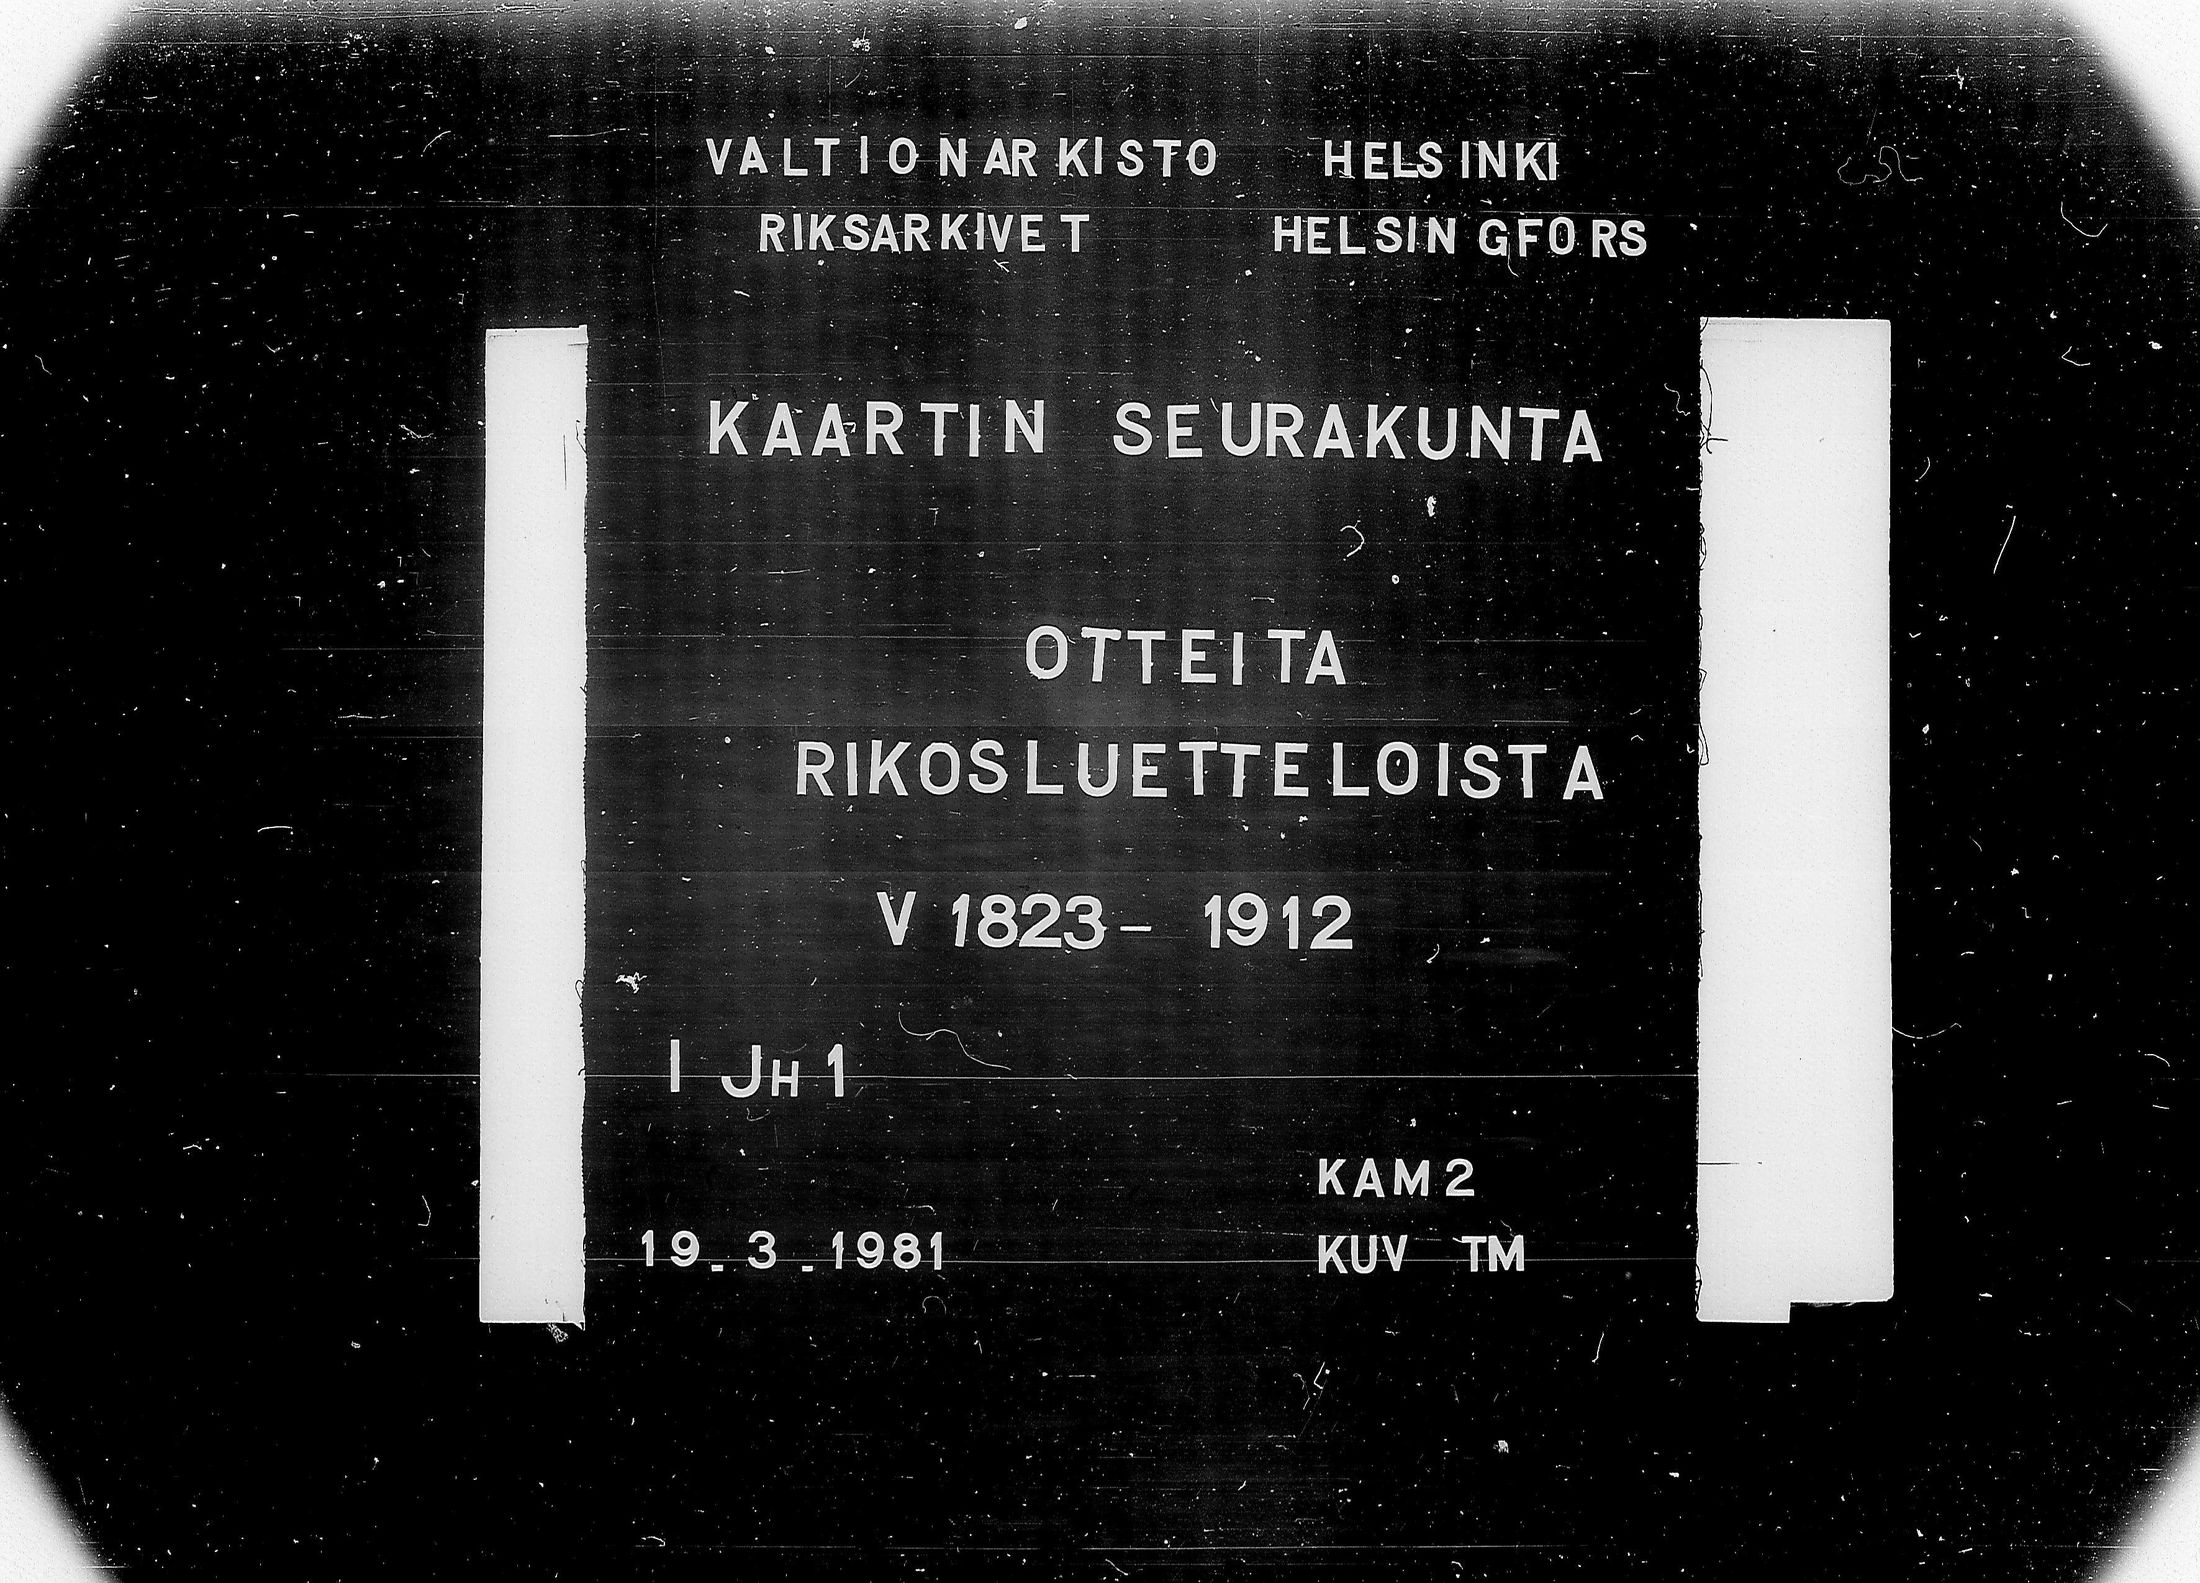 VALTIONARKISTO HELSINKI
RIKSARKIVET HELSINGFORS
KAARTIN SEURAKUNTA
OTTEITA
RIKOSLUETTELOISTA
V 1823 – 1912
I JH 1
KAM 2
19.3.1981 KUV TM